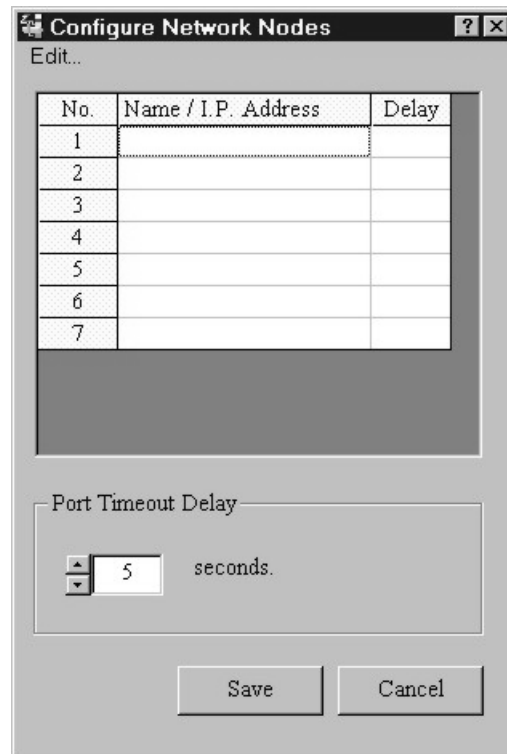 Configure Network Nodes ? X
Edit...
No. Name / I.P. Address Delay
1
2
3
4
5
6
7
Port Timeout Delay
5 seconds.
Save Cancel